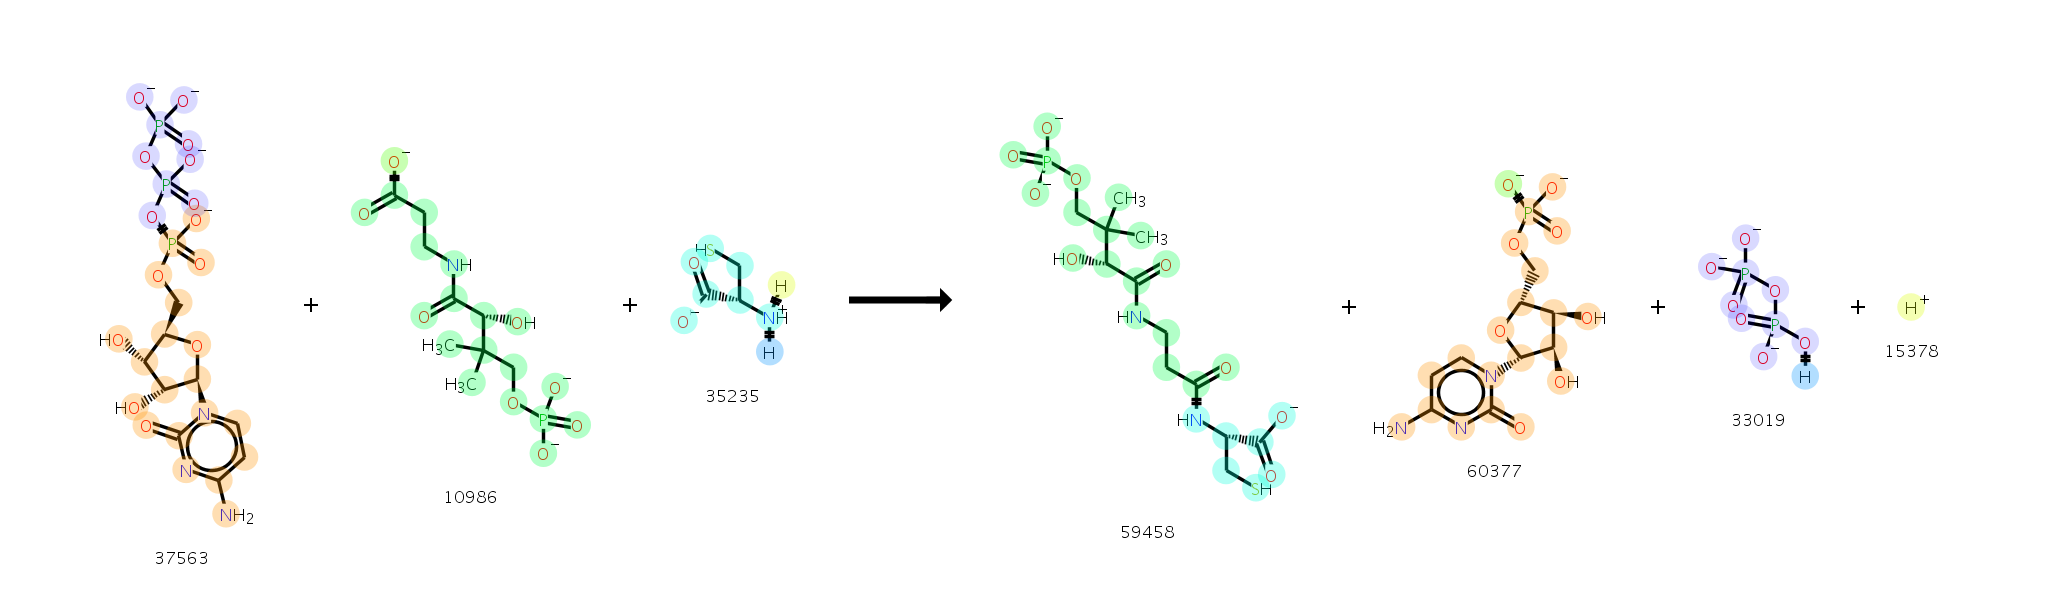 37563
+
10986
+
35235
59458
+
60377
+
33019
+
15378
O⁻ O⁻
P O
O O⁻
P O
O O⁻
P O
O
HO O
HO
N
O
N
NH₂
O⁻
O
NH
O OH
H₃C
H₃C
O O⁻
P O
O⁻
HS
O H
O⁻ NH⁺
H
O⁻
O P
O⁻ O
CH₃
CH₃
HO O
HN
O
HN O⁻
O
SH
O⁻ O⁻
P O
O
O OH
N OH
H₂N N O
O⁻
O⁻ P
O O
O P O
O⁻ H
H⁺